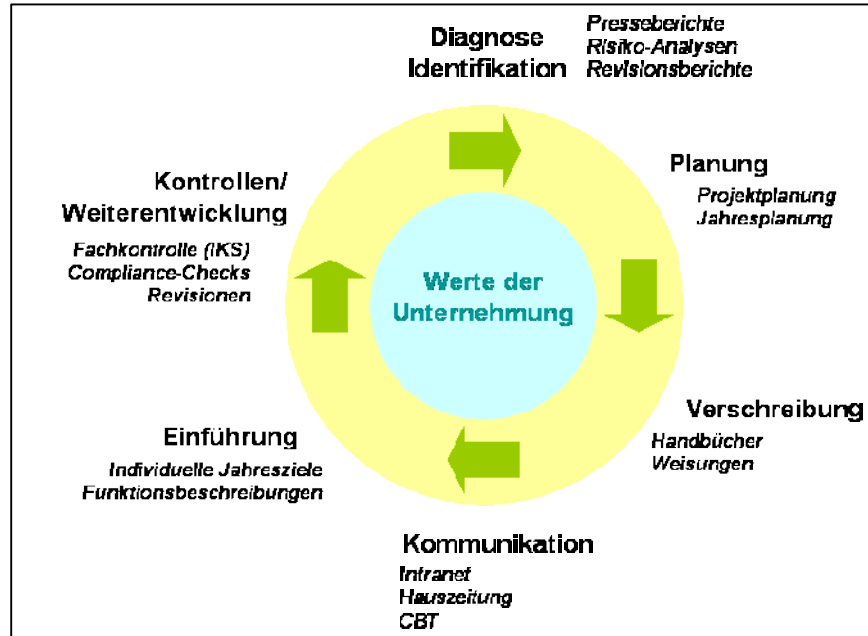 Diagnose
Identifikation
Presseberichte
Risiko-Analysen
Revisionsberichte
Planung
Projektplanung
Jahresplanung
Verschreibung
Handbücher
Weisungen
Kommunikation
Intranet
Hauszeitung
CBT
Einführung
Individuelle Jahresziele
Funktionsbeschreibungen
Kontrollen/
Weiterentwicklung
Fachkontrolle (IKS)
Compliance-Checks
Revisionen
Werte der
Unternehmung